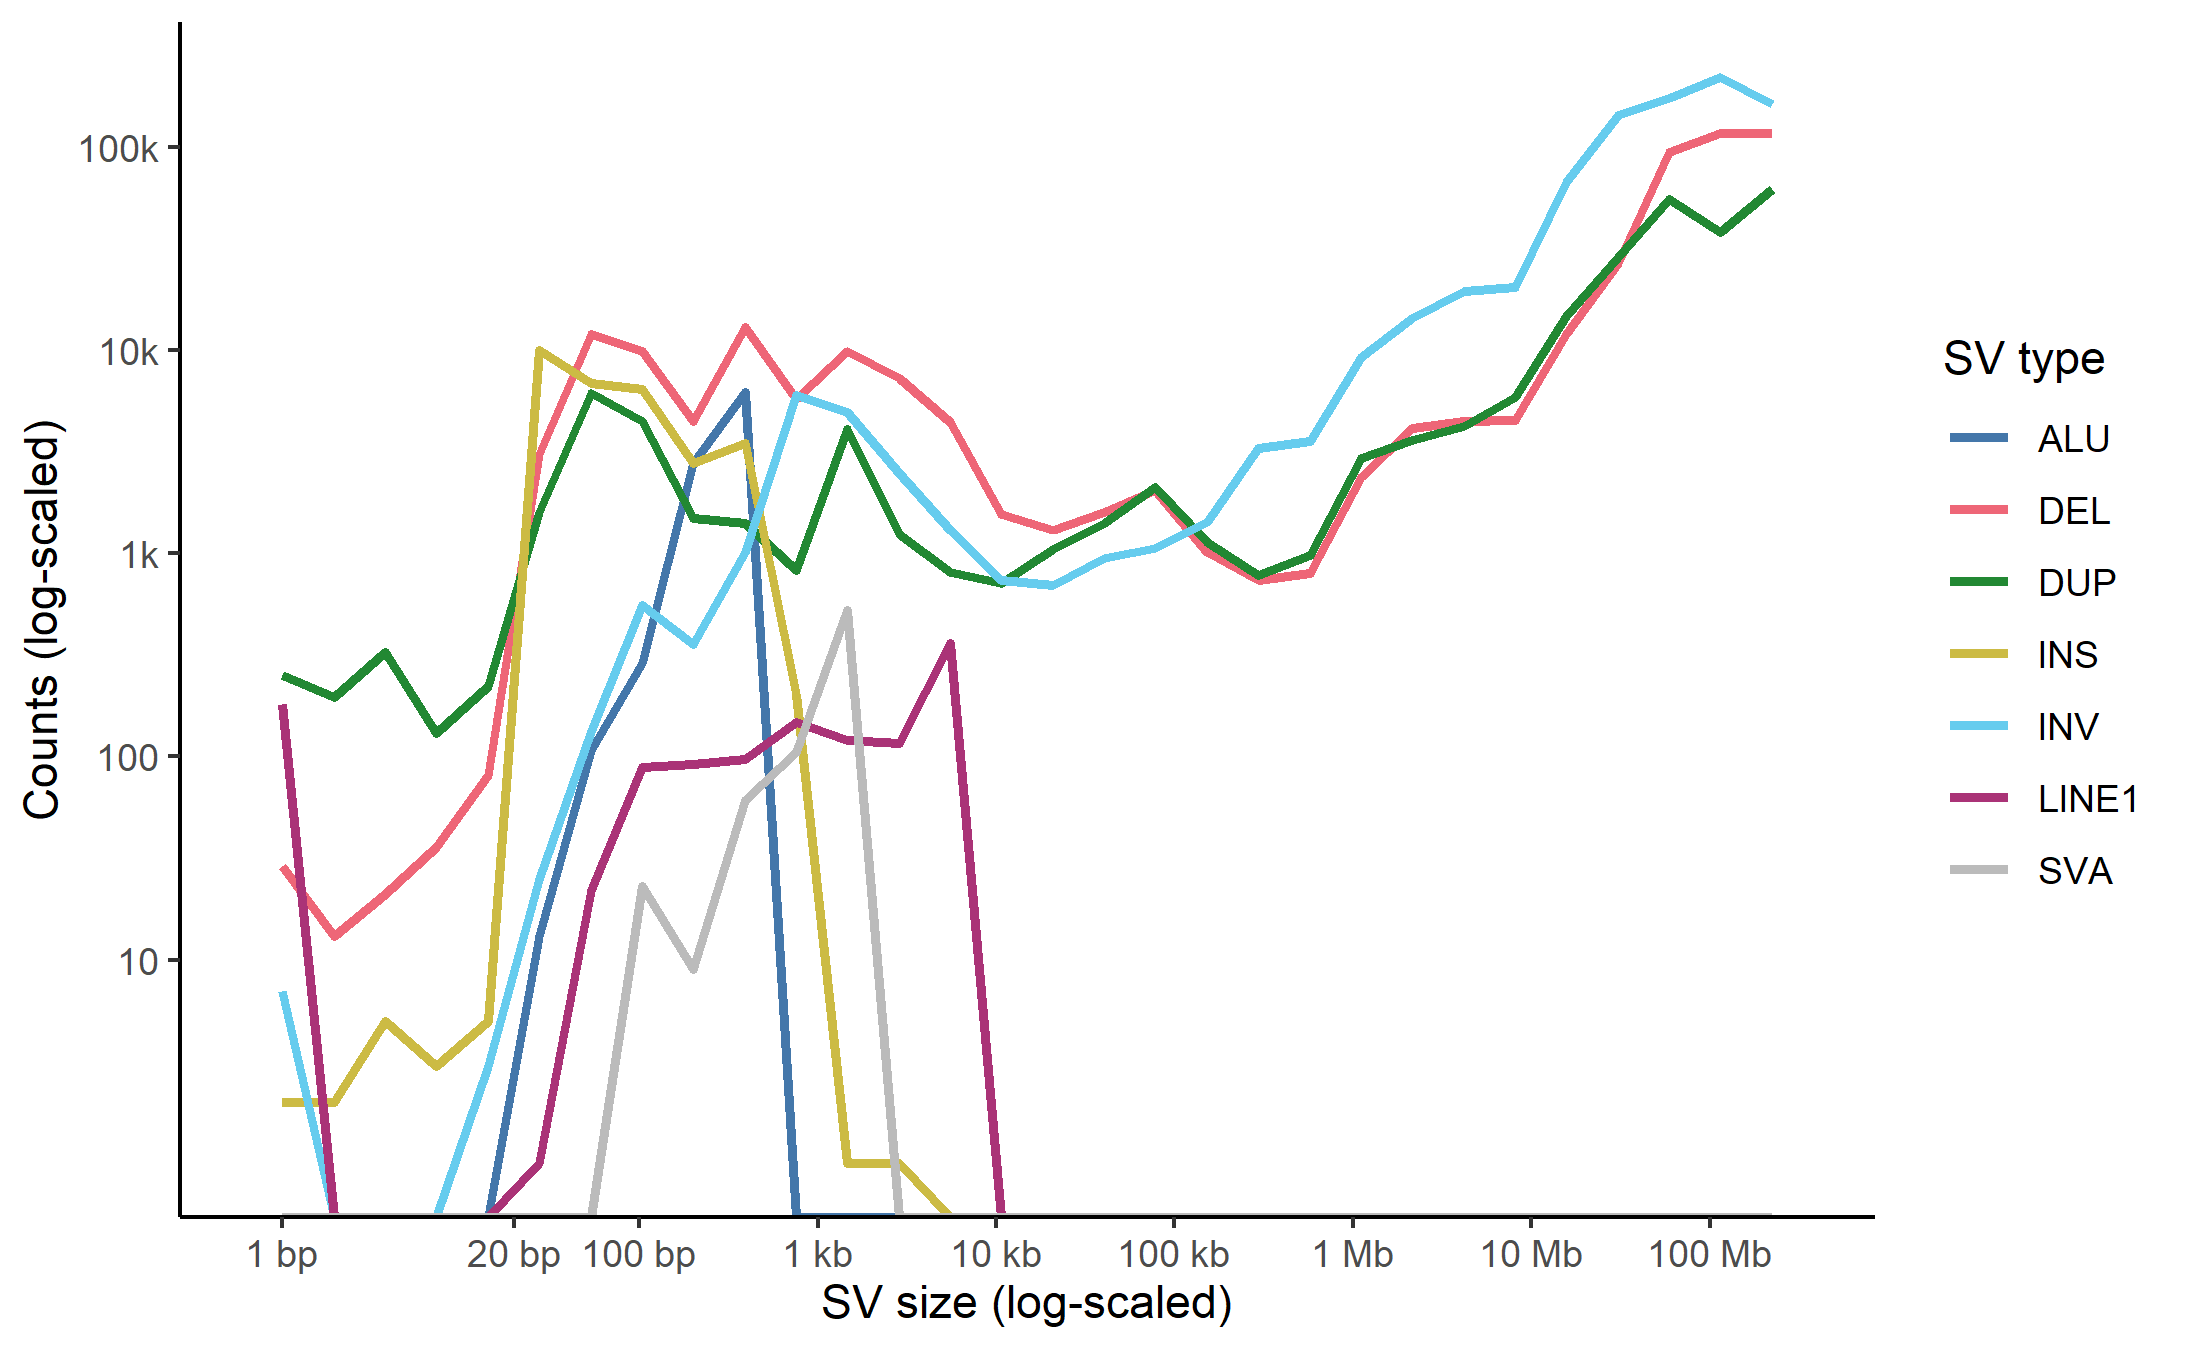 Counts (log-scaled)
100k
10k
1k
100
10
1 bp 20 bp 100 bp 1 kb 10 kb 100 kb 1 Mb 10 Mb 100 Mb
SV size (log-scaled)
SV type
ALU
DEL
DUP
INS
INV
LINE1
SVA